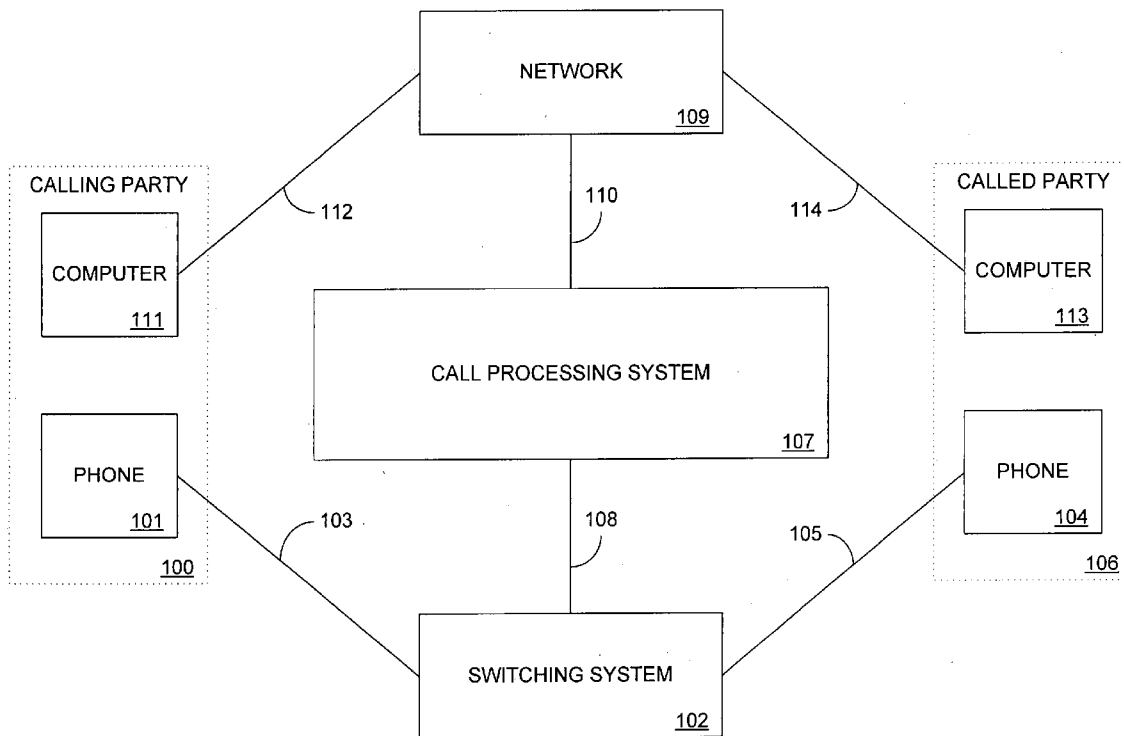 NETWORK
109
CALLING PARTY
CALLED PARTY
112
110
114
COMPUTER
111
COMPUTER
113
CALL PROCESSING SYSTEM
107
PHONE
101
PHONE
104
103
108
105
100
106
SWITCHING SYSTEM
102